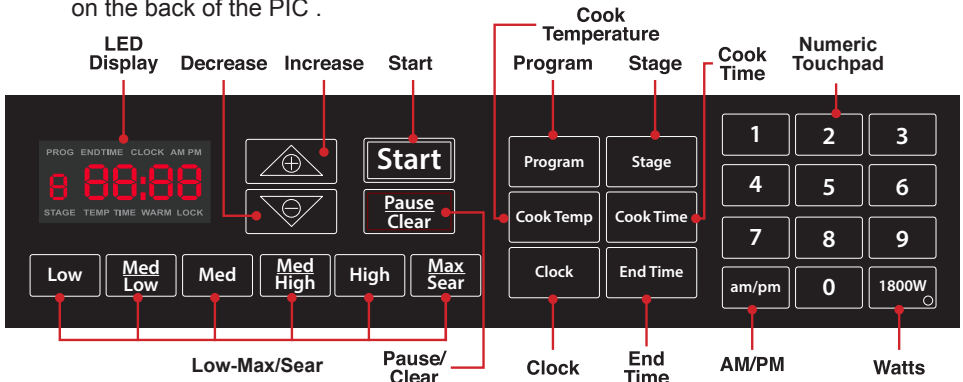 on the back of the PIC .
Cook
Temperature
LED
Display
Decrease
Increase
Start
Program
Stage
Cook
Time
Numeric
Touchpad
PROG ENDTIME CLOCK AM PM
8 88:88
STAGE TEMP TIME WARM LOCK
Start
Pause
Clear
Program
Stage
Cook Temp
Cook Time
Clock
End Time
1
2
3
4
5
6
7
8
9
am/pm
0
1800W
Low
Med
Low
Med
Med
High
High
Max
Sear
Low-Max/Sear
Pause/
Clear
Clock
End
Time
AM/PM
Watts